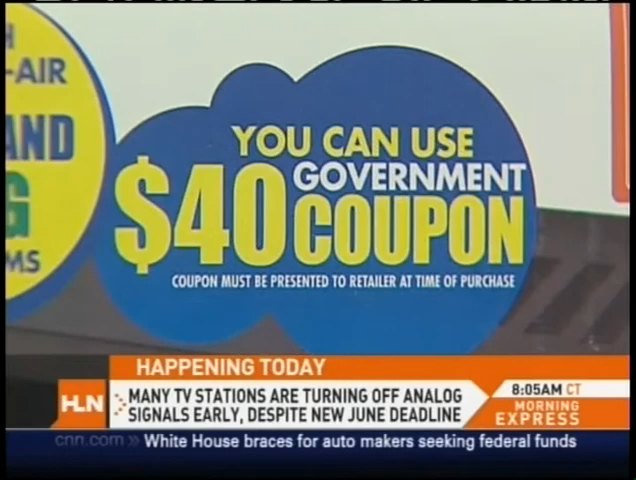 H
-AIR
AND
G
MS
YOU CAN USE
$40 GOVERNMENT
COUPON
COUPON MUST BE PRESENTED TO RETAILER AT TIME OF PURCHASE
HAPPENING TODAY
HLN
MANY TV STATIONS ARE TURNING OFF ANALOG
SIGNALS EARLY, DESPITE NEW JUNE DEADLINE
8:05AM CT
MORNING
EXPRESS
cnn.com »
White House braces for auto makers seeking federal funds